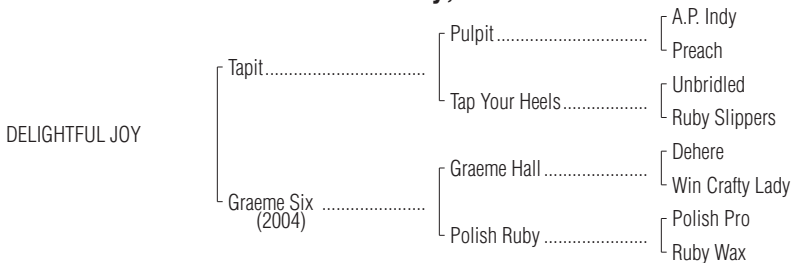 A.P. Indy
Pulpit
Preach
Tapit
Unbridled
Tap Your Heels
Ruby Slippers
DELIGHTFUL JOY
Dehere
Graeme Hall
Win Crafty Lady
Graeme Six
(2004)
Polish Pro
Polish Ruby
Ruby Wax